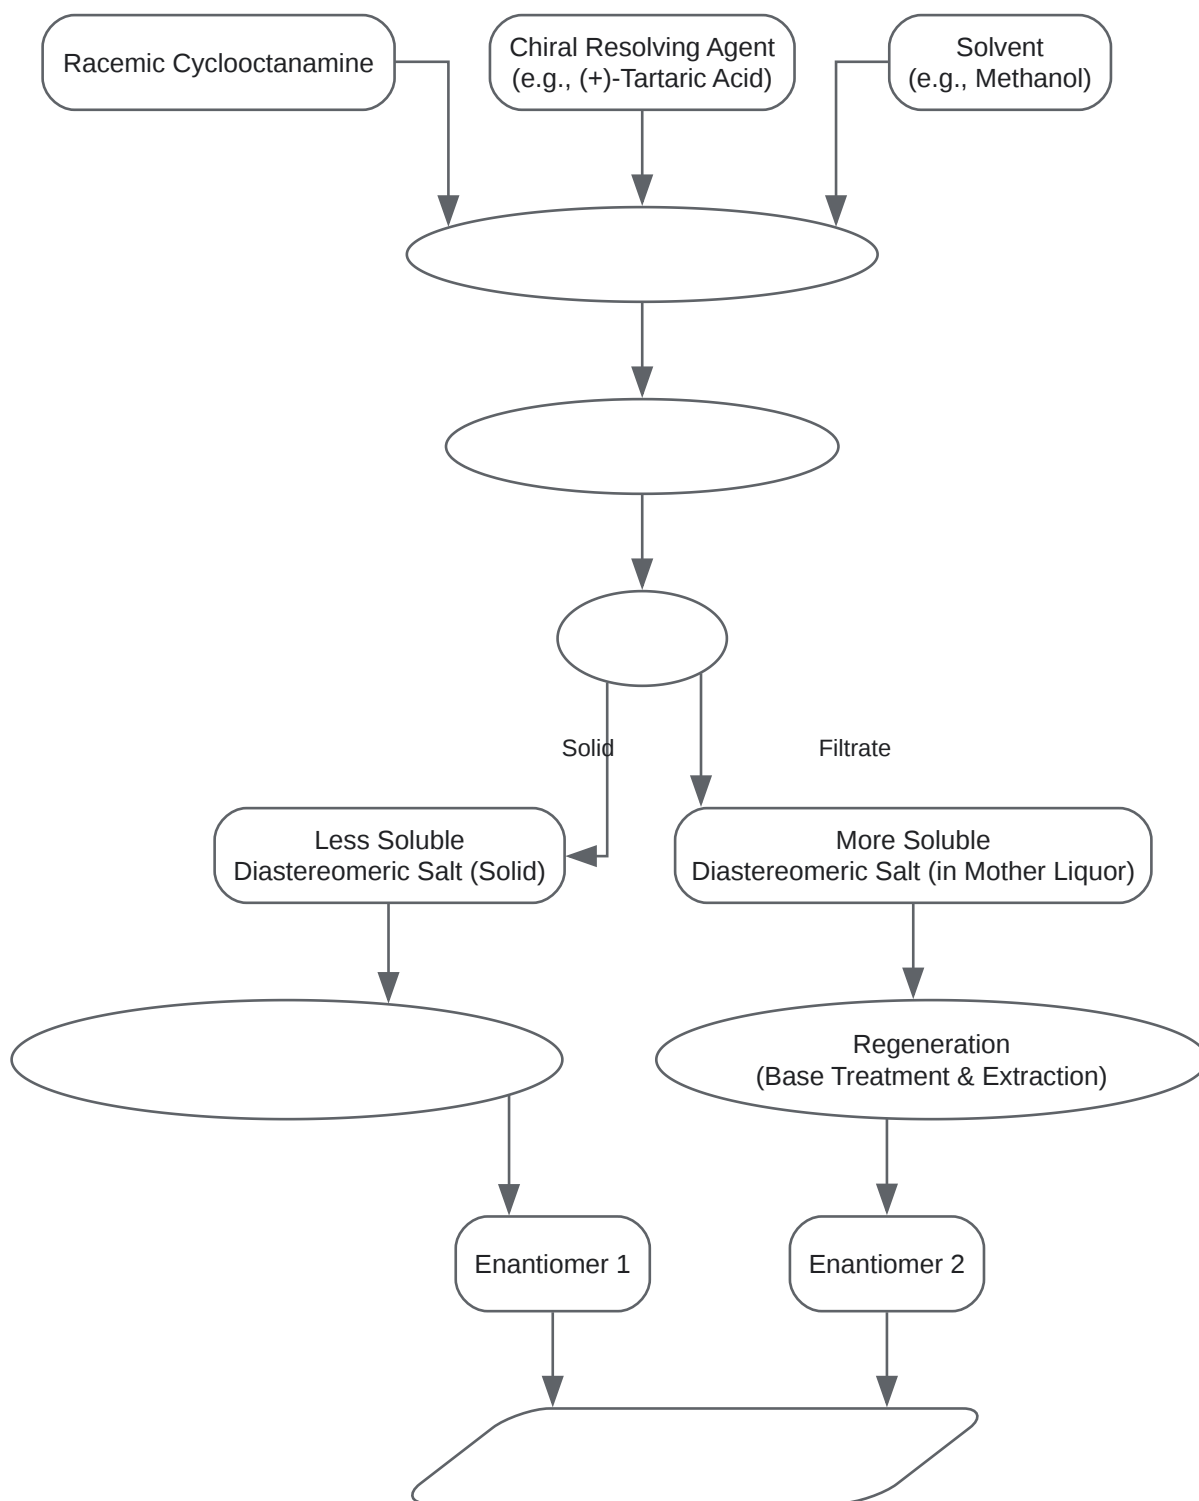 Racemic Cyclooctanamine
Chiral Resolving Agent
(e.g., (+)-Tartaric Acid)
Solvent
(e.g., Methanol)
Solid
Filtrate
Less Soluble
Diastereomeric Salt (Solid)
More Soluble
Diastereomeric Salt (in Mother Liquor)
Regeneration
(Base Treatment & Extraction)
Enantiomer 1
Enantiomer 2